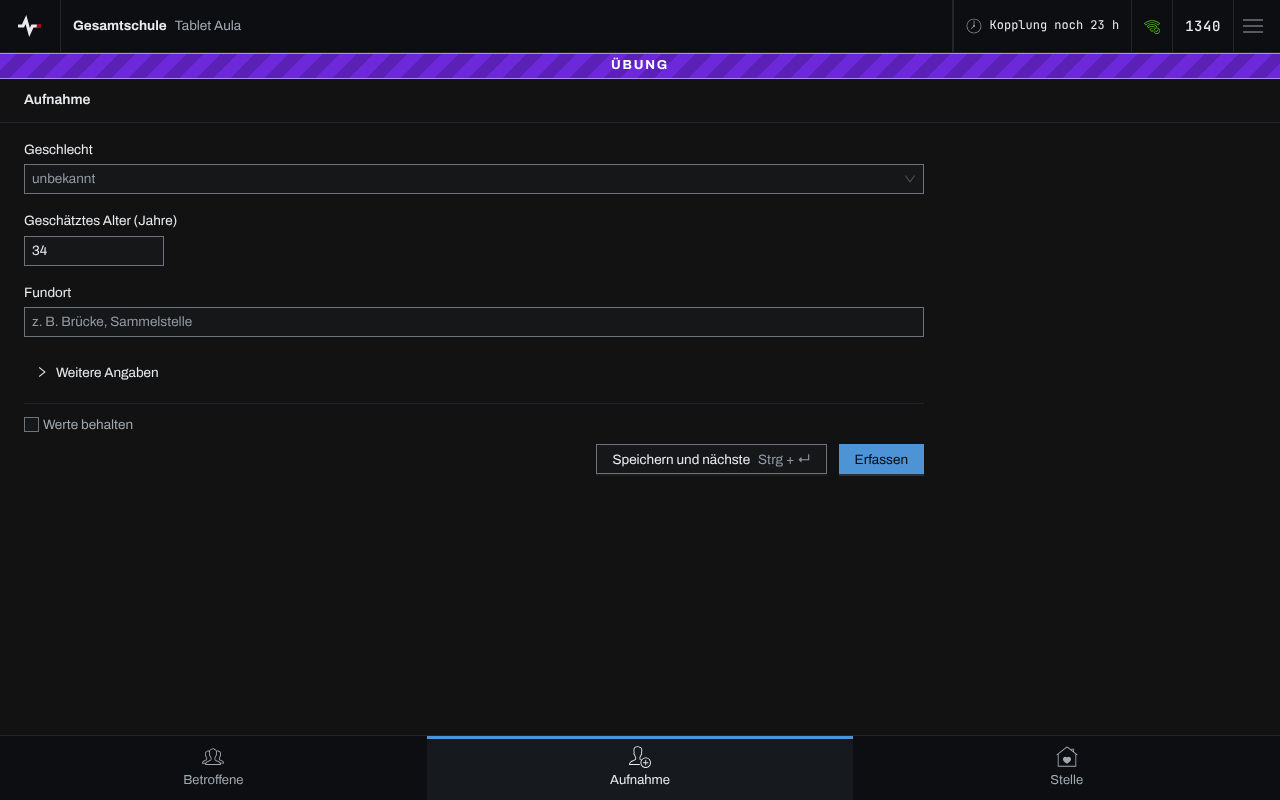 Gesamtschule Tablet Aula
Kopplung noch 23 h
1340
ÜBUNG
Aufnahme
Geschlecht
unbekannt
Geschätztes Alter (Jahre)
34
Fundort
z. B. Brücke, Sammelstelle
Weitere Angaben
Werte behalten
Speichern und nächste Strg + ↵
Erfassen
Betroffene
Aufnahme
Stelle